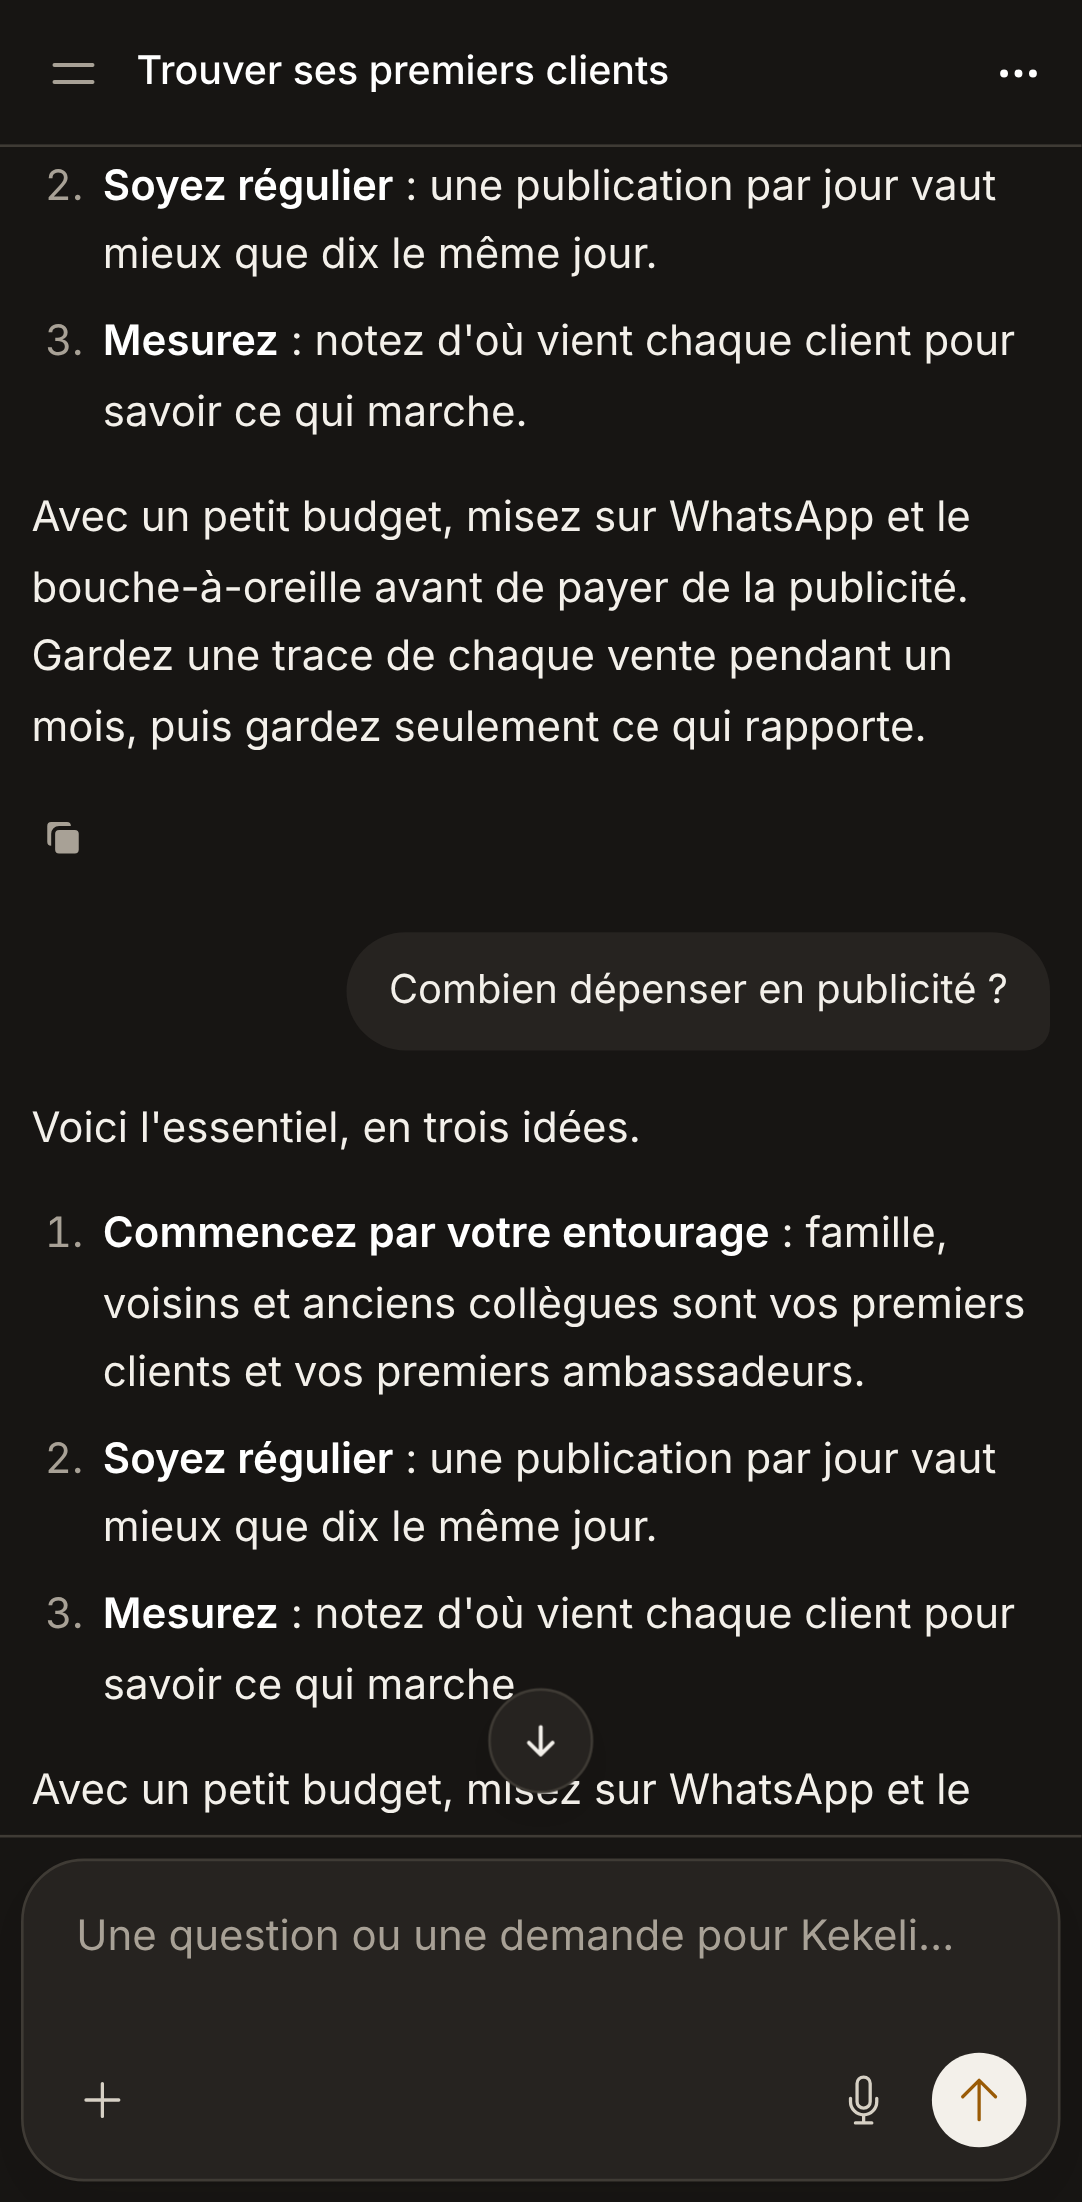 Trouver ses premiers clients
2. Soyez régulier : une publication par jour vaut
mieux que dix le même jour.
3. Mesurez : notez d'où vient chaque client pour
savoir ce qui marche.
Avec un petit budget, misez sur WhatsApp et le
bouche-à-oreille avant de payer de la publicité.
Gardez une trace de chaque vente pendant un
mois, puis gardez seulement ce qui rapporte.
Combien dépenser en publicité ?
Voici l'essentiel, en trois idées.
1. Commencez par votre entourage : famille,
voisins et anciens collègues sont vos premiers
clients et vos premiers ambassadeurs.
2. Soyez régulier : une publication par jour vaut
mieux que dix le même jour.
3. Mesurez : notez d'où vient chaque client pour
savoir ce qui marche
Avec un petit budget, misez sur WhatsApp et le
Une question ou une demande pour Kekeli...